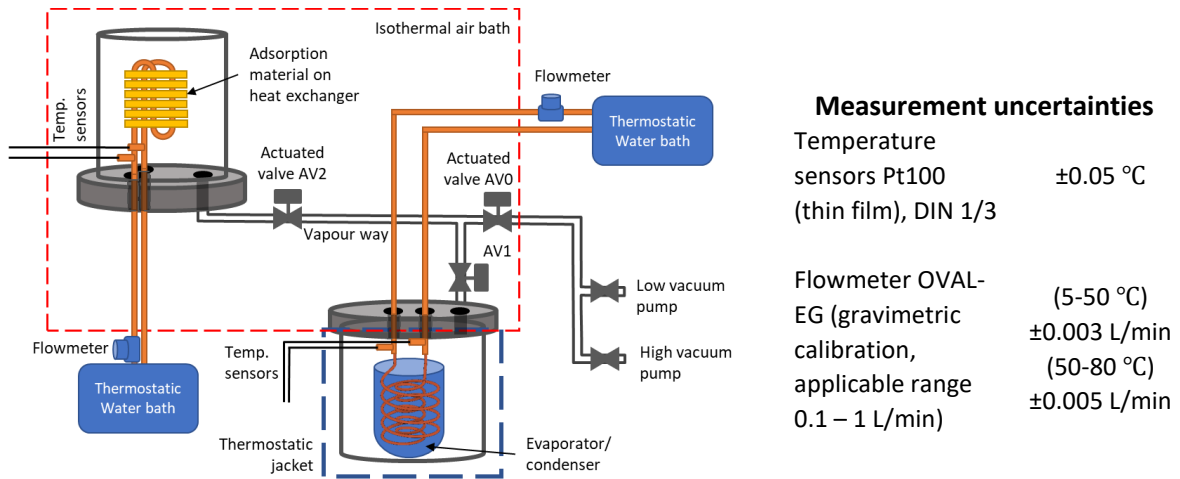 Isothermal air bath
Adsorption
material on
heat exchanger
Temp.
sensors
Flowmeter
Thermostatic
Water bath
Actuated
valve AV2
Actuated
valve AV0
Vapour way
AV1
Low vacuum
pump
High vacuum
pump
Flowmeter
Thermostatic
Water bath
Temp.
sensors
Thermostatic
jacket
Evaporator/
condenser
Measurement uncertainties
Temperature
sensors Pt100 ±0.05 °C
(thin film), DIN 1/3
Flowmeter OVAL- (5-50 °C)
EG (gravimetric ±0.003 L/min
calibration, (50-80 °C)
applicable range ±0.005 L/min
0.1 – 1 L/min)